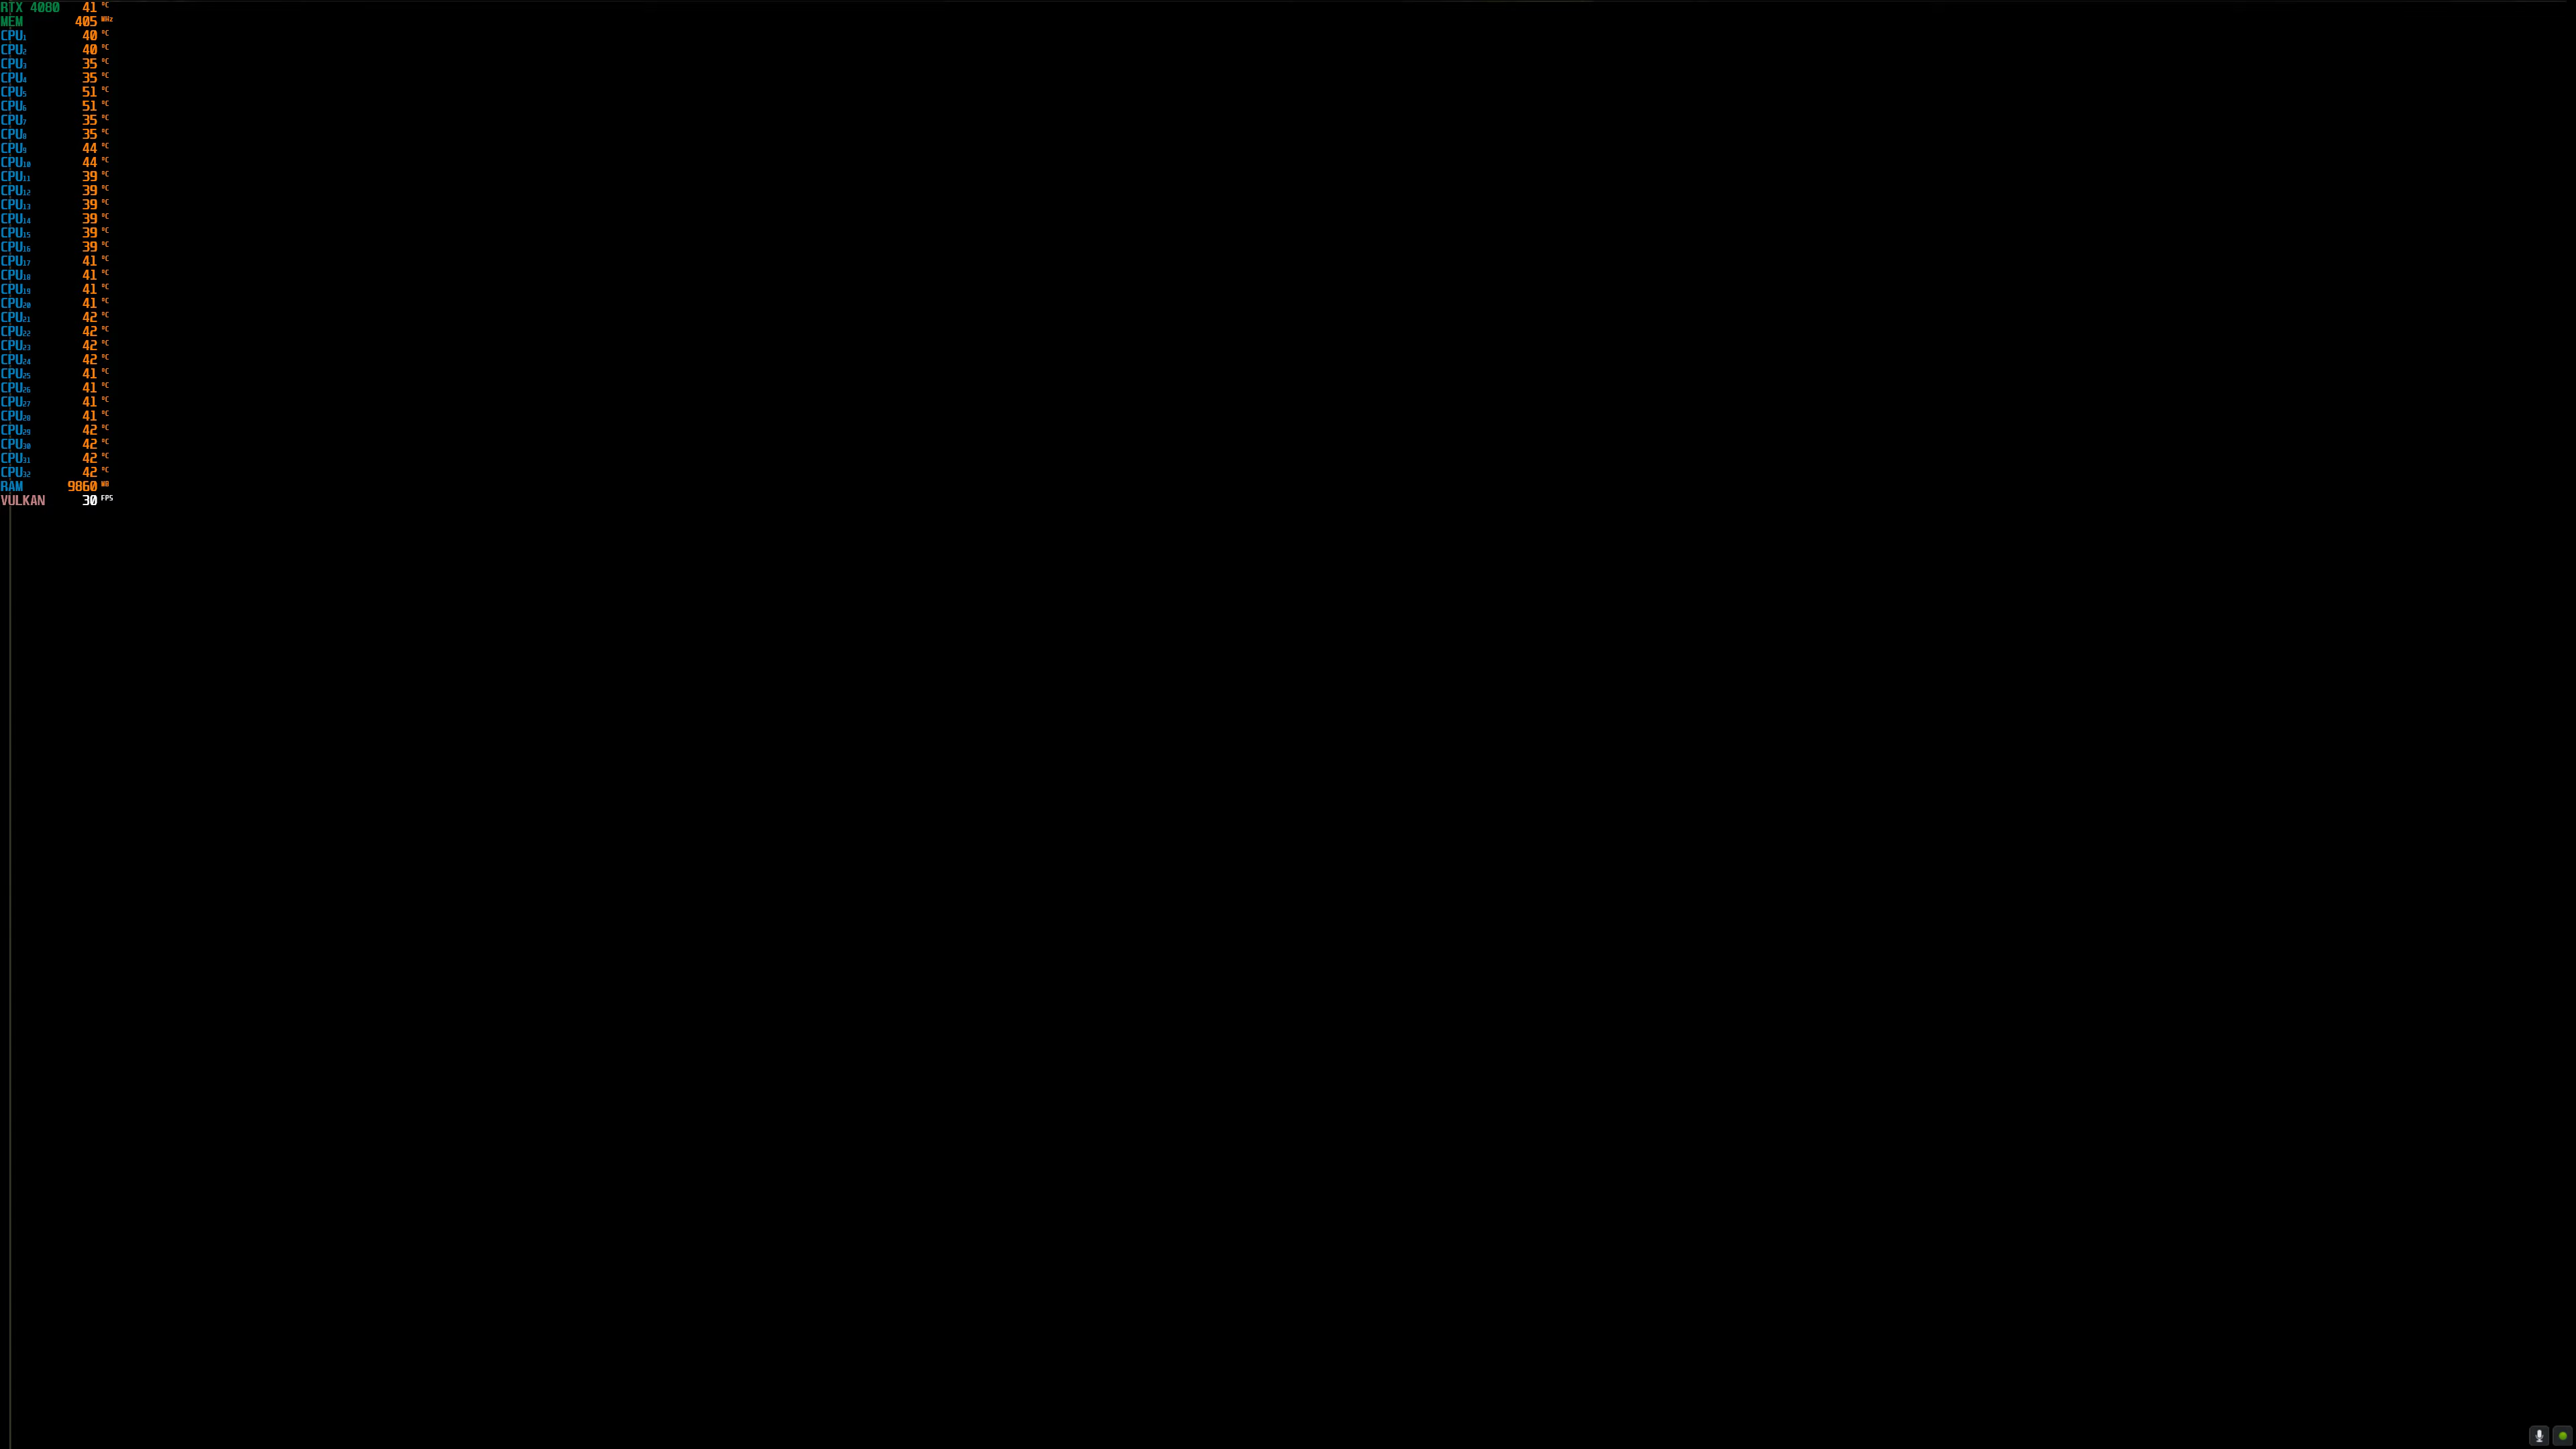 RTX 4080 41 °C
MEM 405 MHz
CPU1 40 °C
CPU2 40 °C
CPU3 35 °C
CPU4 35 °C
CPU5 51 °C
CPU6 51 °C
CPU7 35 °C
CPU8 35 °C
CPU9 44 °C
CPU10 44 °C
CPU11 39 °C
CPU12 39 °C
CPU13 39 °C
CPU14 39 °C
CPU15 39 °C
CPU16 39 °C
CPU17 41 °C
CPU18 41 °C
CPU19 41 °C
CPU20 41 °C
CPU21 42 °C
CPU22 42 °C
CPU23 42 °C
CPU24 42 °C
CPU25 41 °C
CPU26 41 °C
CPU27 41 °C
CPU28 41 °C
CPU29 42 °C
CPU30 42 °C
CPU31 42 °C
CPU32 42 °C
RAM 9860 MB
VULKAN 30 FPS